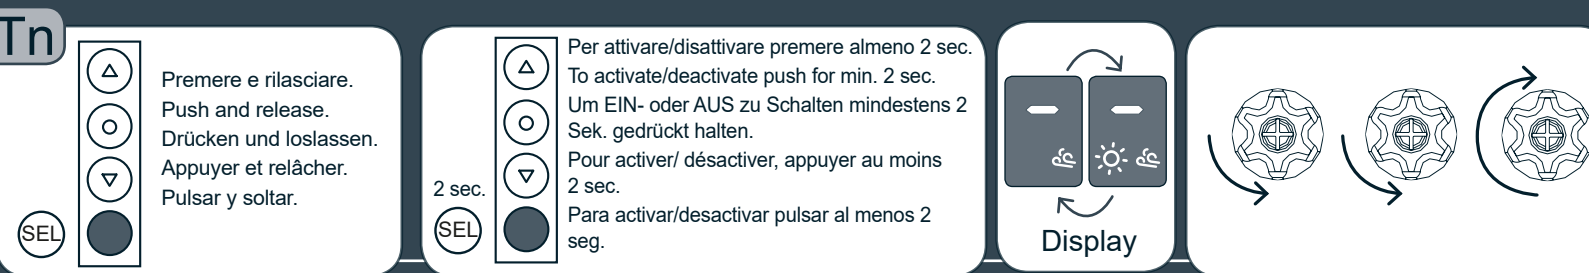 Tn
Premere e rilasciare.
Push and release.
Drücken und loslassen.
Appuyer et relâcher.
Pulsar y soltar.
SEL
2 sec.
SEL
Per attivare/disattivare premere almeno 2 sec.
To activate/deactivate push for min. 2 sec.
Um EIN- oder AUS zu Schalten mindestens 2
Sek. gedrückt halten.
Pour activer/ désactiver, appuyer au moins
2 sec.
Para activar/desactivar pulsar al menos 2
seg.
Display